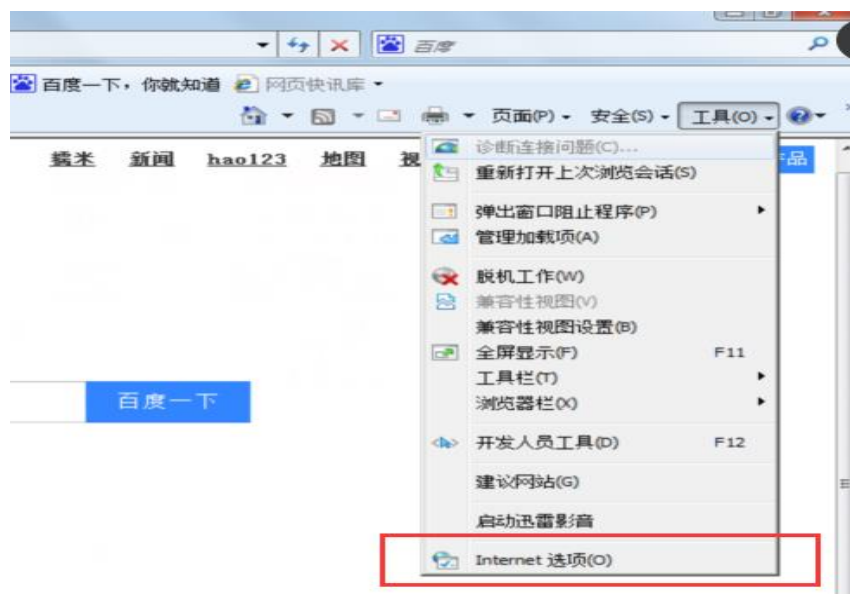 百度
百度一下，你就知道 网页快讯库
页面(P) 安全(S) 工具(O)
糯米 新闻 hao123 地图 视 品
诊断连接问题(C)...
重新打开上次浏览会话(S)
弹出窗口阻止程序(P)
管理加载项(A)
脱机工作(W)
兼容性视图(V)
兼容性视图设置(B)
全屏显示(F) F11
工具栏(T)
浏览器栏(X)
百度一下
开发人员工具(D) F12
建议网站(G)
启动迅雷影音
Internet 选项(O)